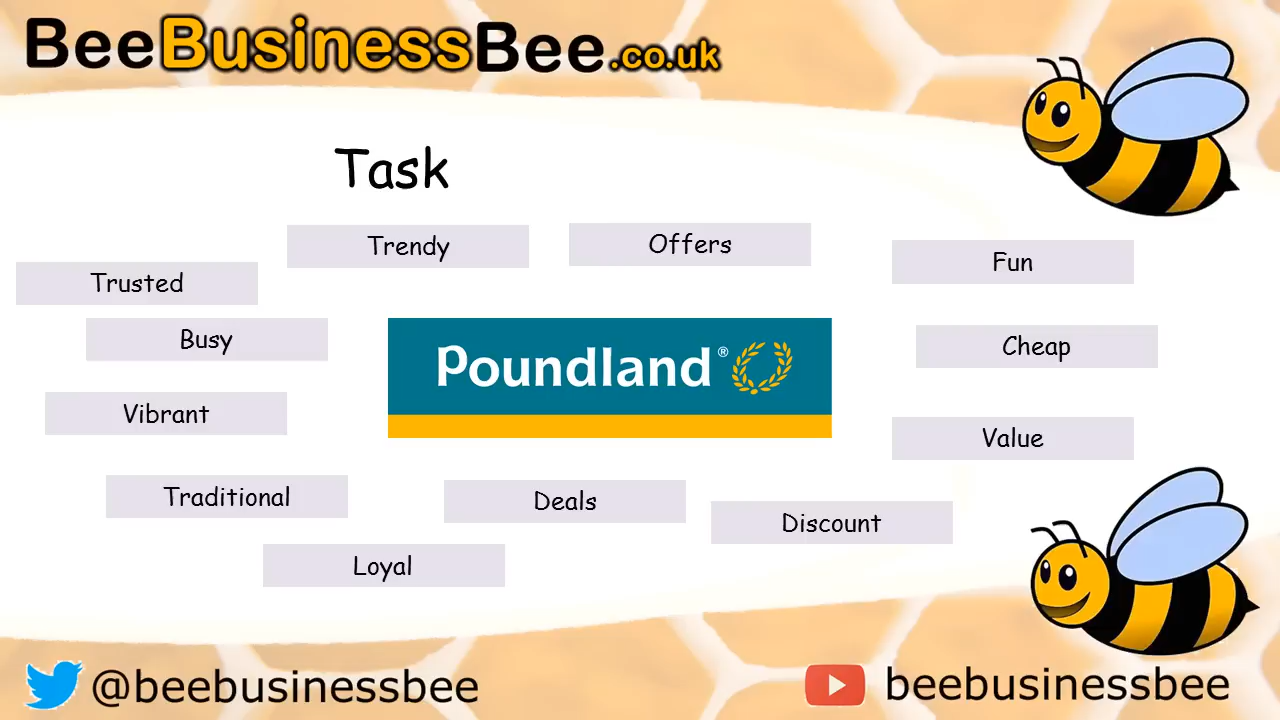 BeeBusinessBee.co.uk
Task
Trendy
Offers
Fun
Trusted
Busy
Cheap
Poundland®
Vibrant
Value
Traditional
Deals
Discount
Loyal
@beebusinessbee
beebusinessbee